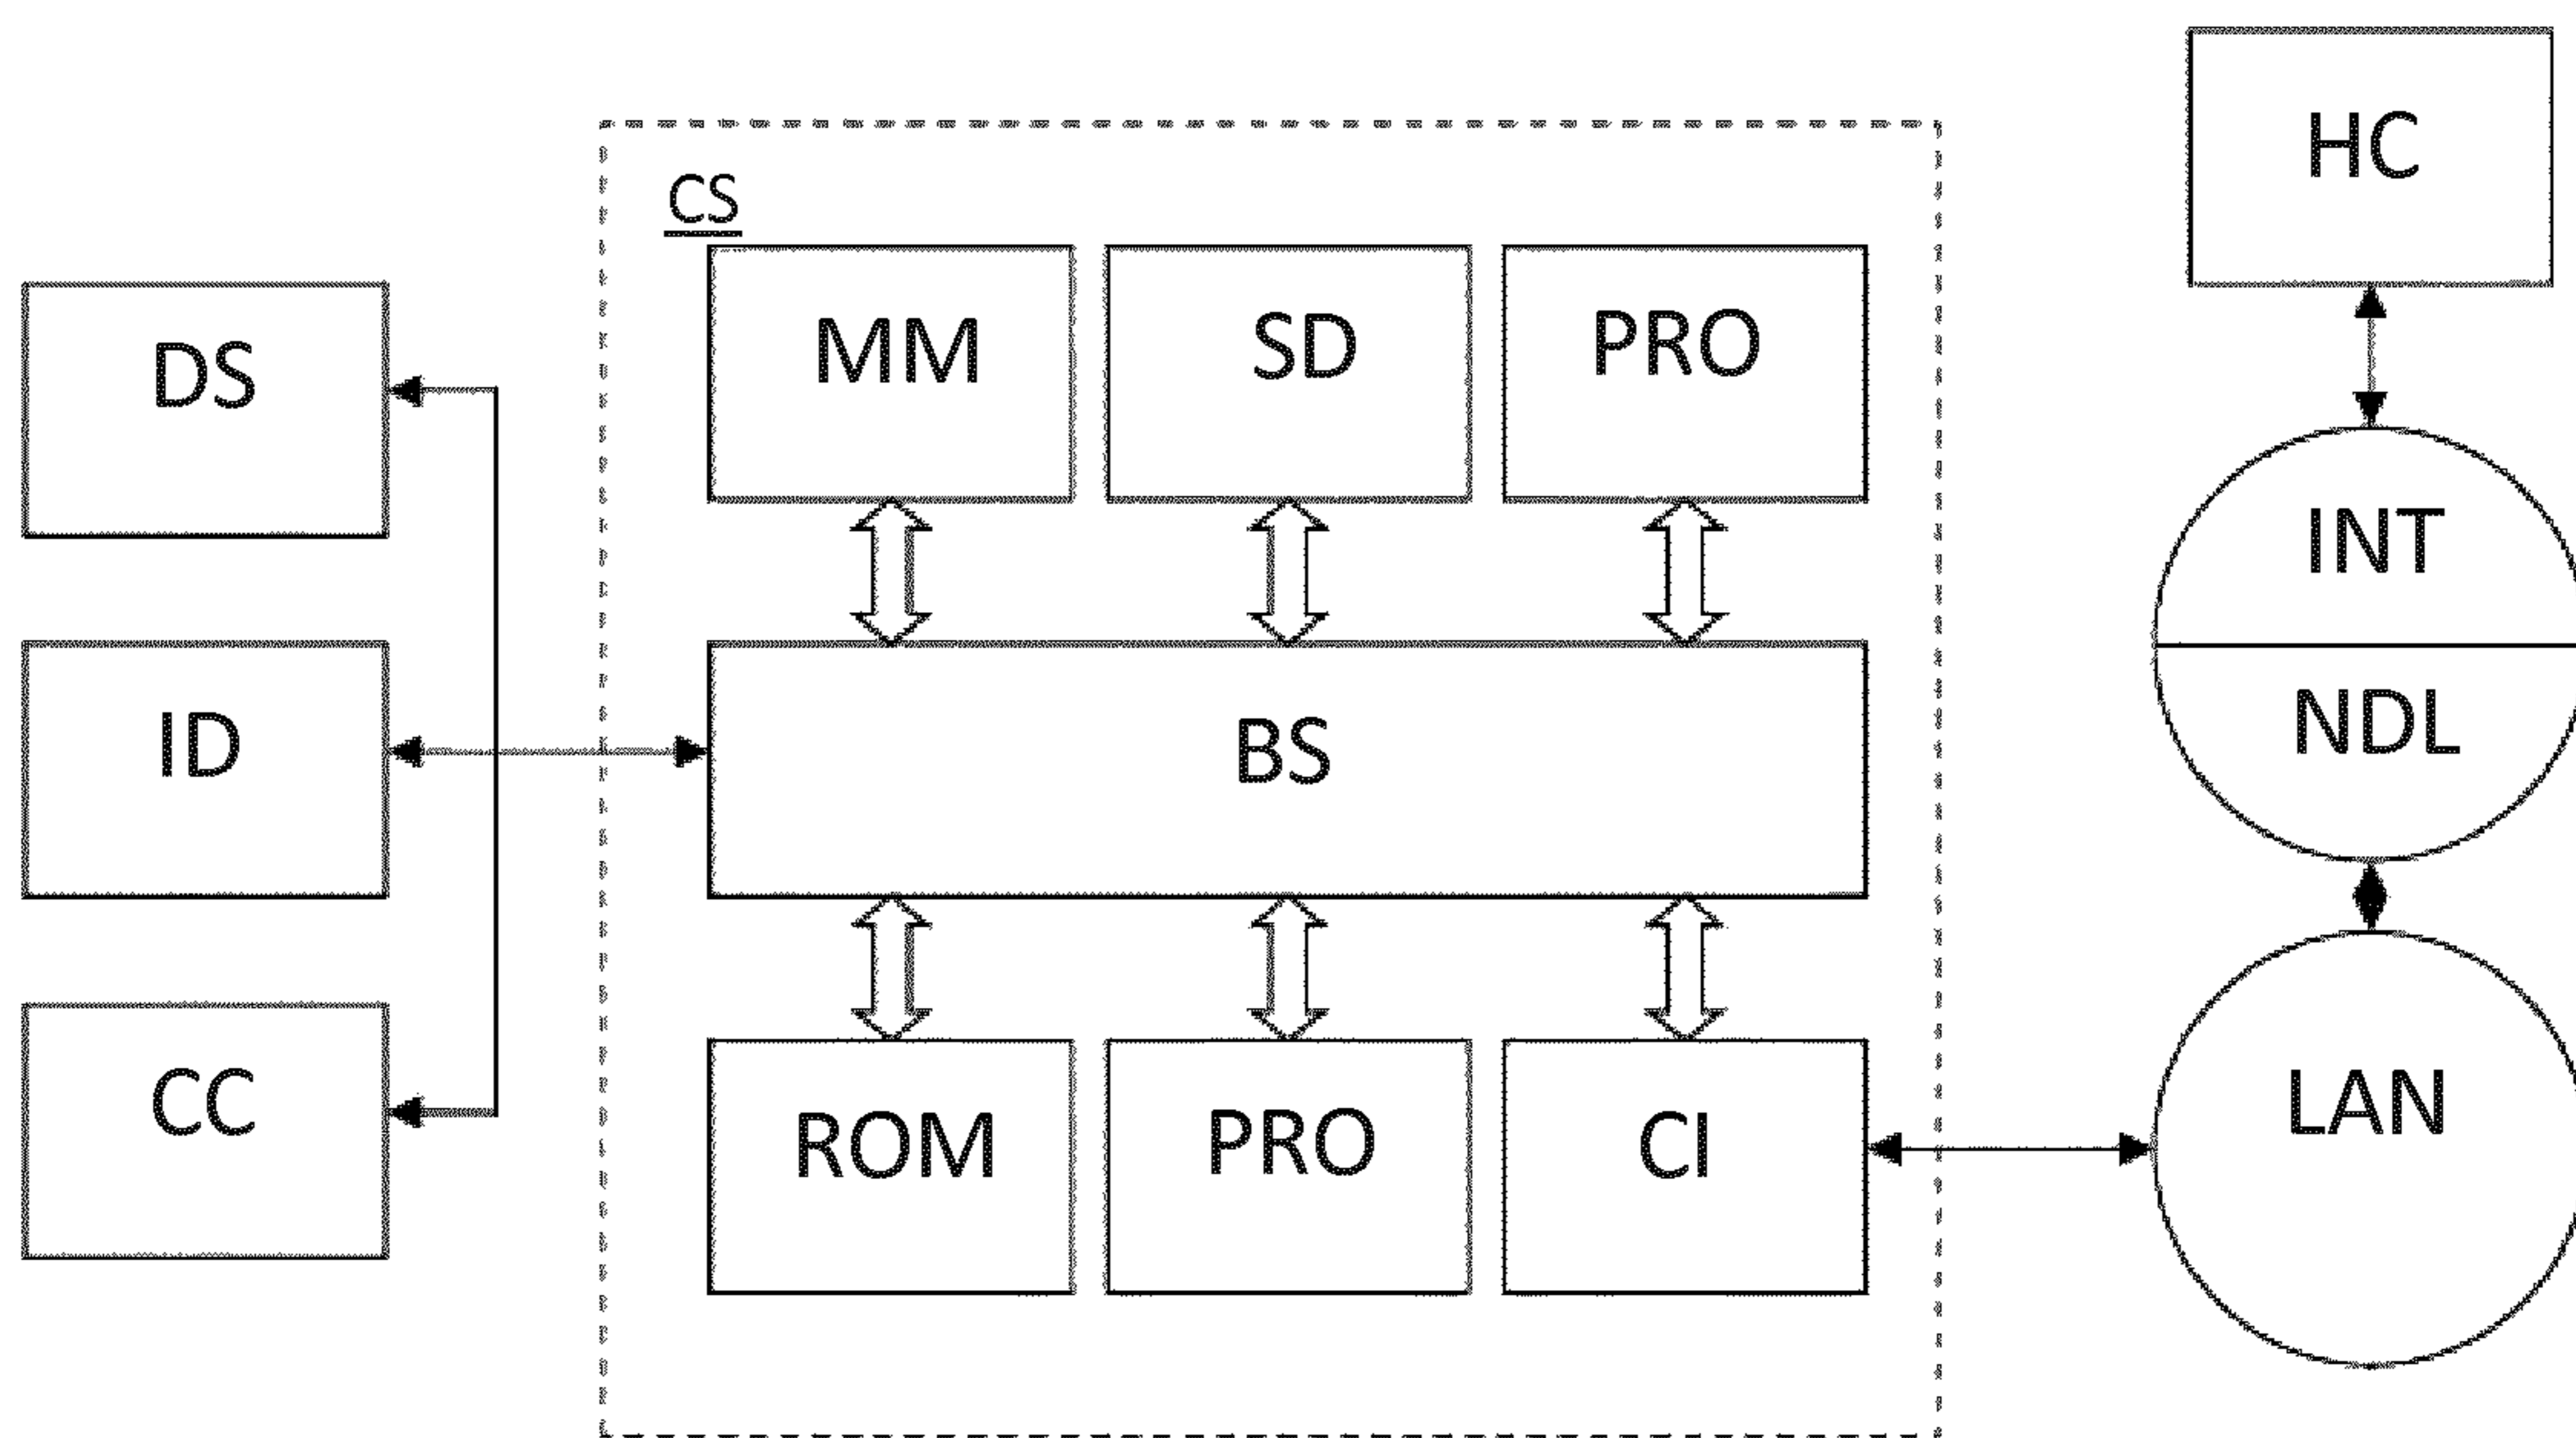 HC
CS
MM SD PRO
DS
INT
ID BS NDL
CC ROM PRO CI LAN